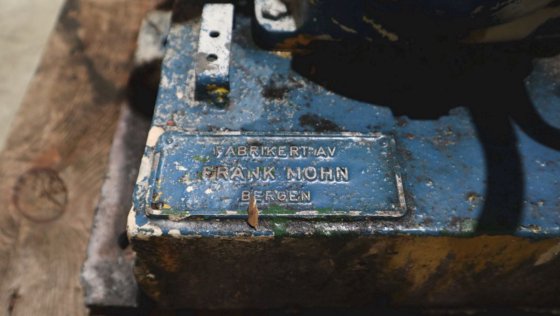 FABRIKERT AV
FRANK MOHN
BERGEN